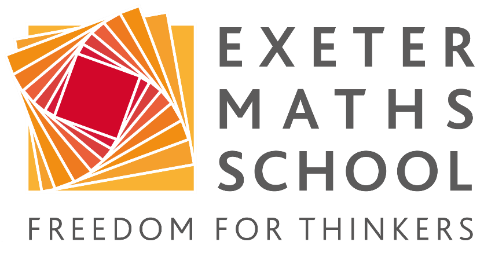 EXETER
MATHS
SCHOOL
FREEDOM FOR THINKERS